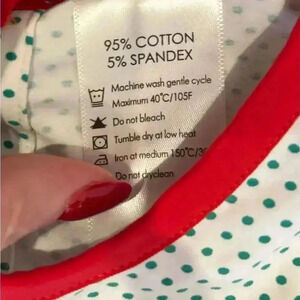 95% COTTON
5% SPANDEX
Machine wash gentle cycle
Maximum 40°C/105F
Do not bleach
Tumble dry at low heat
Iron at medium 150°C/30
Do not dryclean